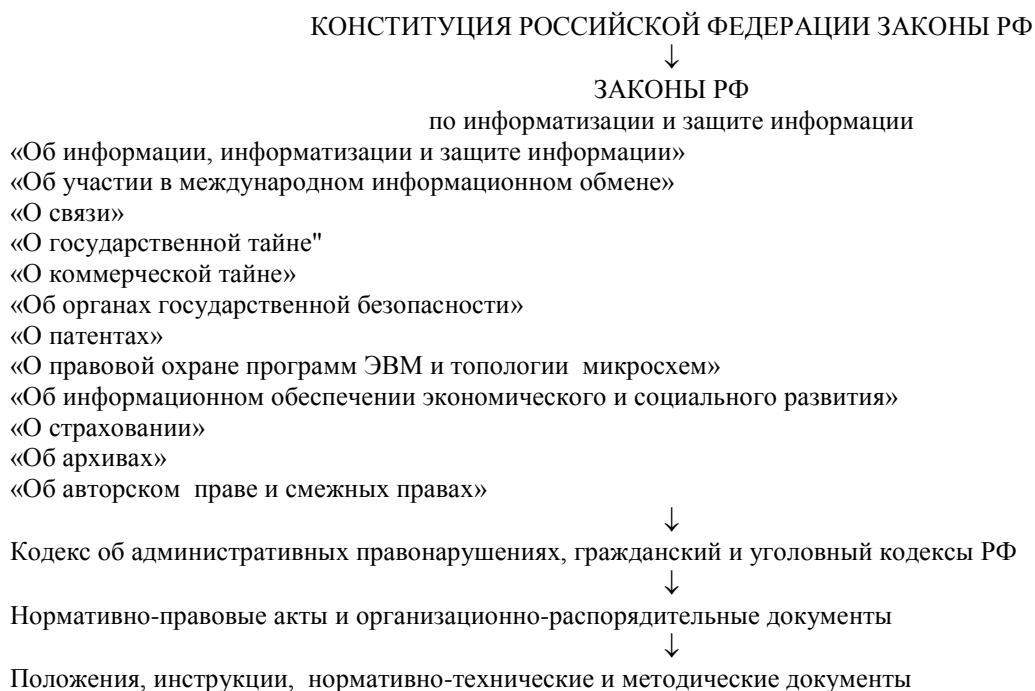 КОНСТИТУЦИЯ РОССИЙСКОЙ ФЕДЕРАЦИИ ЗАКОНЫ РФ
↓
ЗАКОНЫ РФ
по информатизации и защите информации
«Об информации, информатизации и защите информации»
«Об участии в международном информационном обмене»
«О связи»
«О государственной тайне"
«О коммерческой тайне»
«Об органах государственной безопасности»
«О патентах»
«О правовой охране программ ЭВМ и топологии  микросхем»
«Об информационном обеспечении экономического и социального развития»
«О страховании»
«Об архивах»
«Об авторском  праве и смежных правах»
↓
Кодекс об административных правонарушениях, гражданский и уголовный кодексы РФ
↓
Нормативно-правовые акты и организационно-распорядительные документы
↓
Положения, инструкции,  нормативно-технические и методические документы